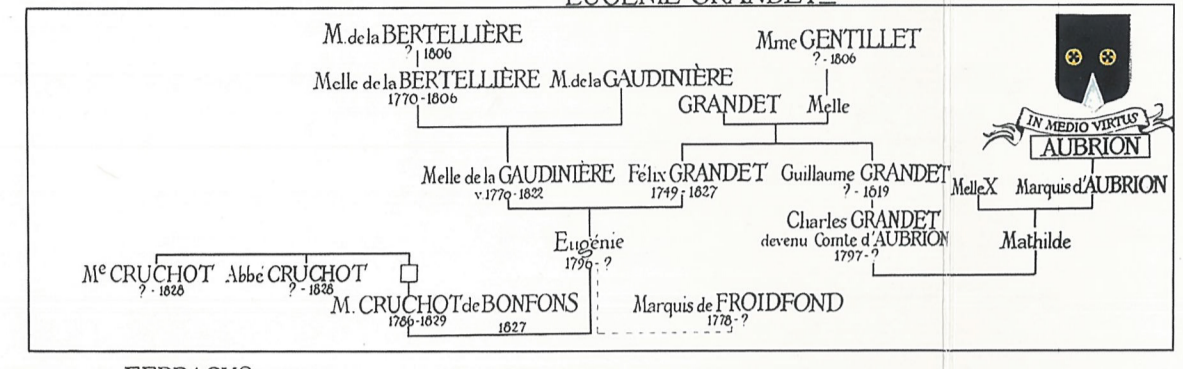 EUGÉNIE GRANDET
M. de la BERTELLIÈRE
? 1806
Mme GENTILLET
? - 1806
Melle de la BERTELLIÈRE M. de la GAUDINIÈRE
1770-1806
GRANDET Melle
IN MEDIO VIRTUS
AUBRION
Melle de la GAUDINIÈRE Félix GRANDET Guillaume GRANDET
v. 1770-1822 1749-1827 ? - 1819
Melle X Marquis d'AUBRION
Charles GRANDET
devenu Comte d'AUBRION
1797-?
Mathilde
Eugénie
1796-?
Me CRUCHOT Abbé CRUCHOT
? - 1828 ? - 1828
M. CRUCHOT de BONFONS Marquis de FROIDFOND
1786-1829 1827 1778-?